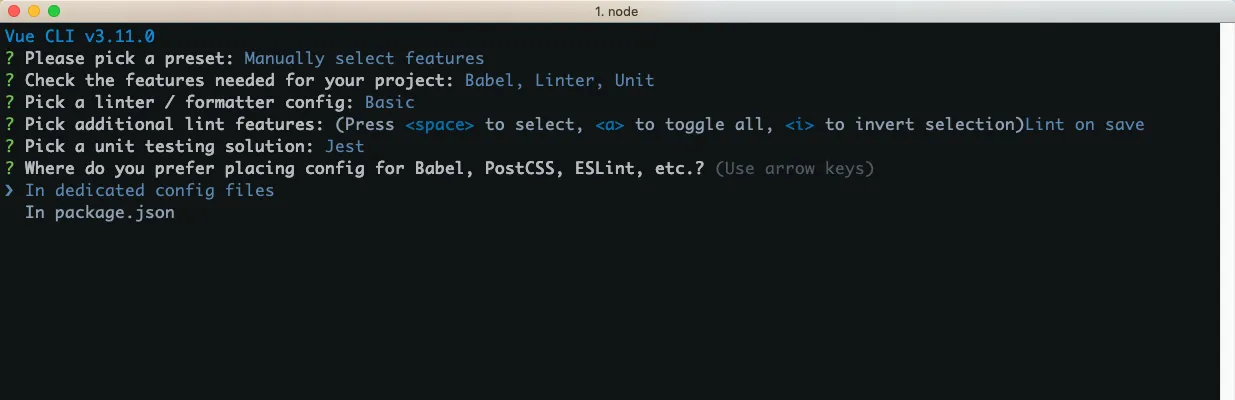 1. node
Vue CLI v3.11.0
? Please pick a preset: Manually select features
? Check the features needed for your project: Babel, Linter, Unit
? Pick a linter / formatter config: Basic
? Pick additional lint features: (Press <space> to select, <a> to toggle all, <i> to invert selection)Lint on save
? Pick a unit testing solution: Jest
? Where do you prefer placing config for Babel, PostCSS, ESLint, etc.? (Use arrow keys)
❯ In dedicated config files
  In package.json